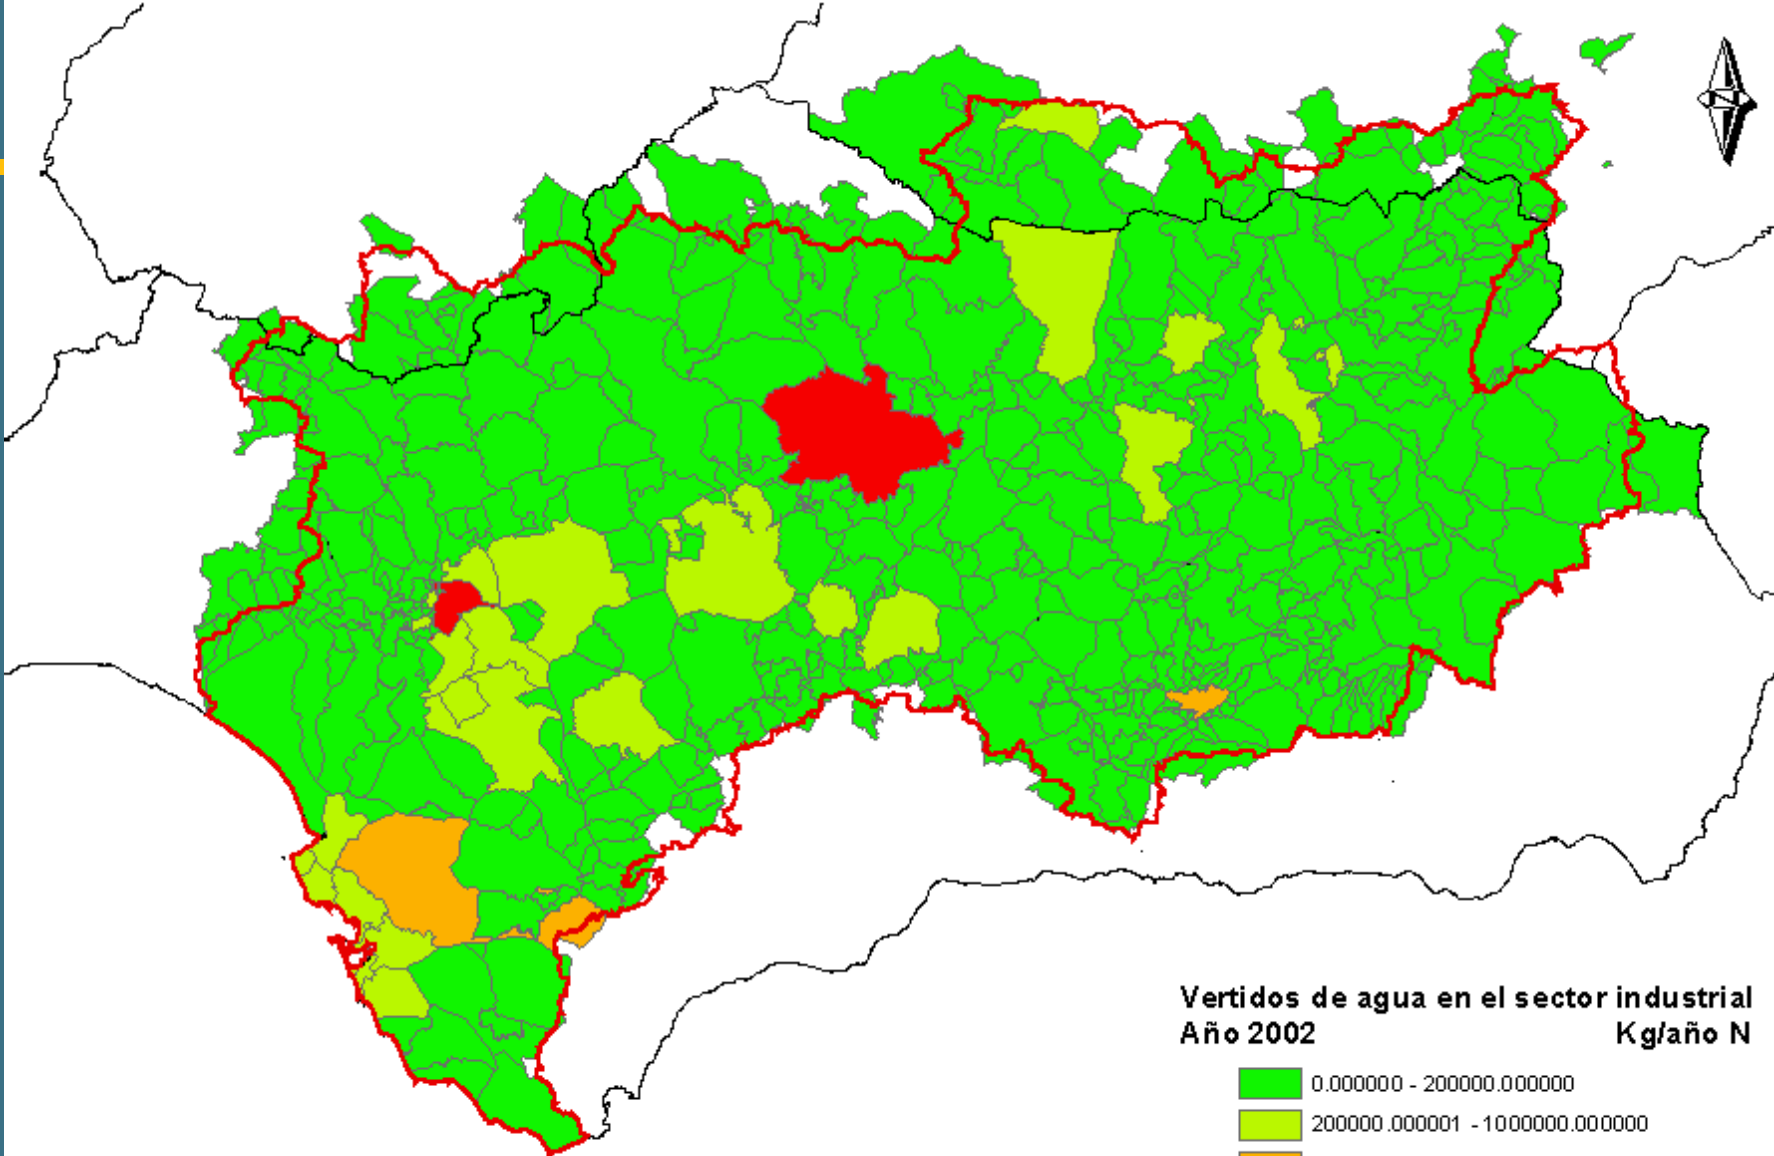 Vertidos de agua en el sector industrial
Año 2002 Kg/año N
0.000000 - 200000.000000
200000.000001 - 1000000.000000